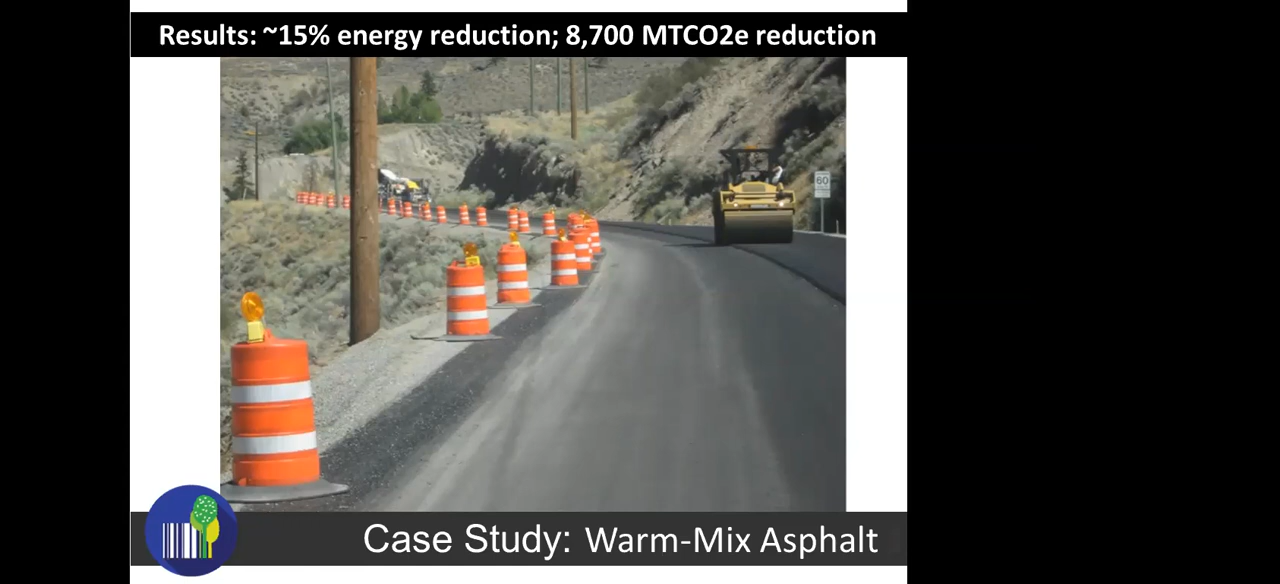 Results: ~15% energy reduction; 8,700 MTCO2e reduction
60
Case Study: Warm-Mix Asphalt